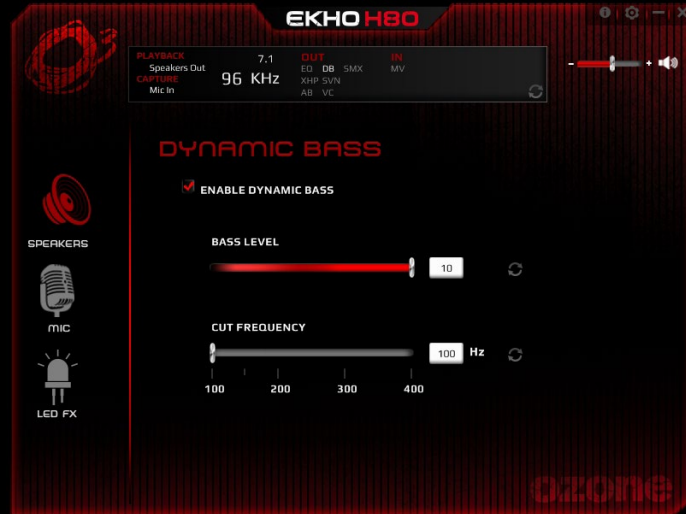 EKHO H80
PLAYBACK
Speakers Out
7.1
CAPTURE
Mic In
96 KHz
OUT
EQ DB SMX
XHP SVN
AB VC
IN
MV
- +
DYNAMIC BASS
ENABLE DYNAMIC BASS
SPEAKERS
BASS LEVEL
10
MIC
CUT FREQUENCY
100 Hz
100 200 300 400
LED FX
ozone